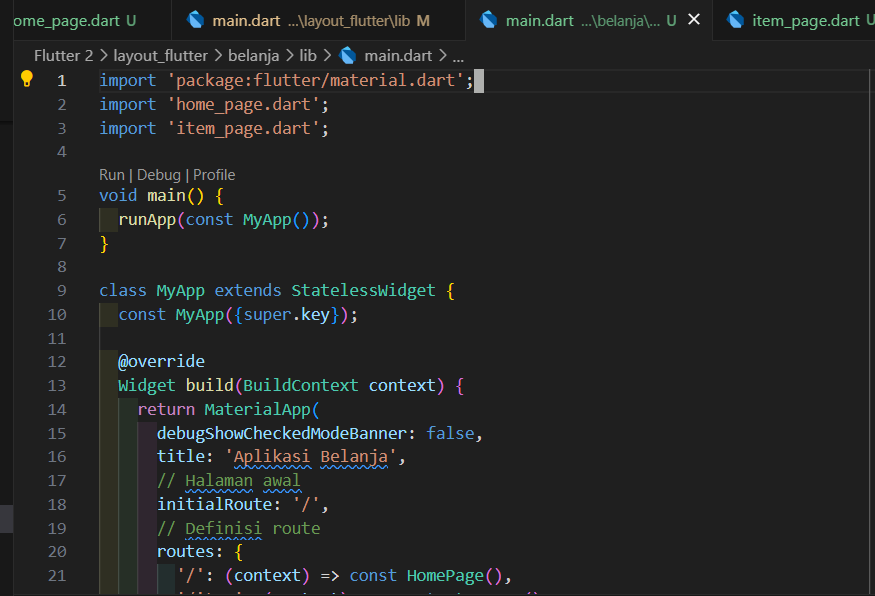 ome_page.dart U
main.dart ...\layout_flutter\lib M
main.dart ...\belanja\... U
item_page.dart U
Flutter 2 > layout_flutter > belanja > lib > main.dart > ...
1 import 'package:flutter/material.dart';
2 import 'home_page.dart';
3 import 'item_page.dart';
4
Run | Debug | Profile
5 void main() {
6 runApp(const MyApp());
7 }
8
9 class MyApp extends StatelessWidget {
10 const MyApp({super.key});
11
12 @override
13 Widget build(BuildContext context) {
14 return MaterialApp(
15 debugShowCheckedModeBanner: false,
16 title: 'Aplikasi Belanja',
17 // Halaman awal
18 initialRoute: '/',
19 // Definisi route
20 routes: {
21 '/': (context) => const HomePage(),